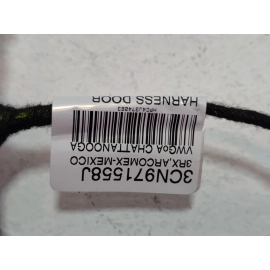 3CN971558J
3RX,ARCOMEX-MEXICO
VWGoA CHATTANOOGA
HARNESS DOOR